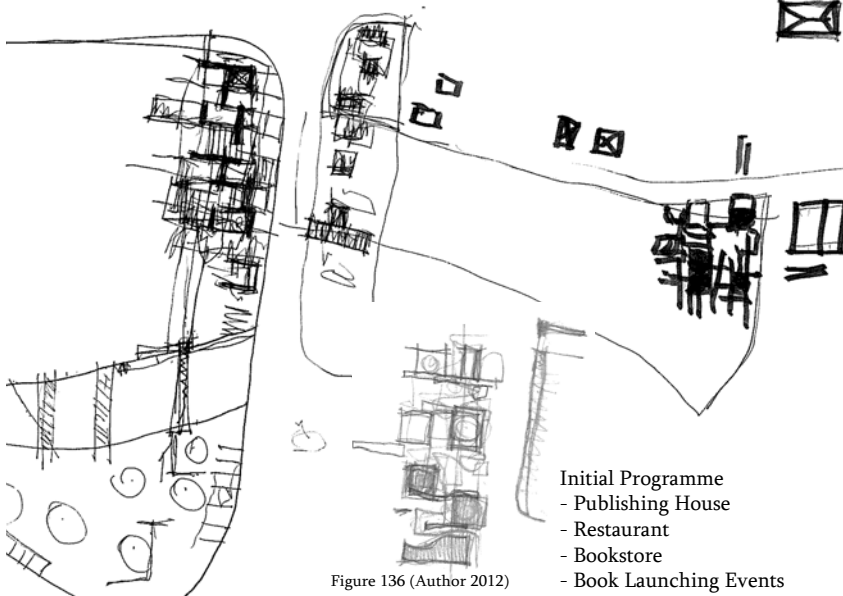 Initial Programme
- Publishing House
- Restaurant
- Bookstore
- Book Launching Events
Figure 136 (Author 2012)